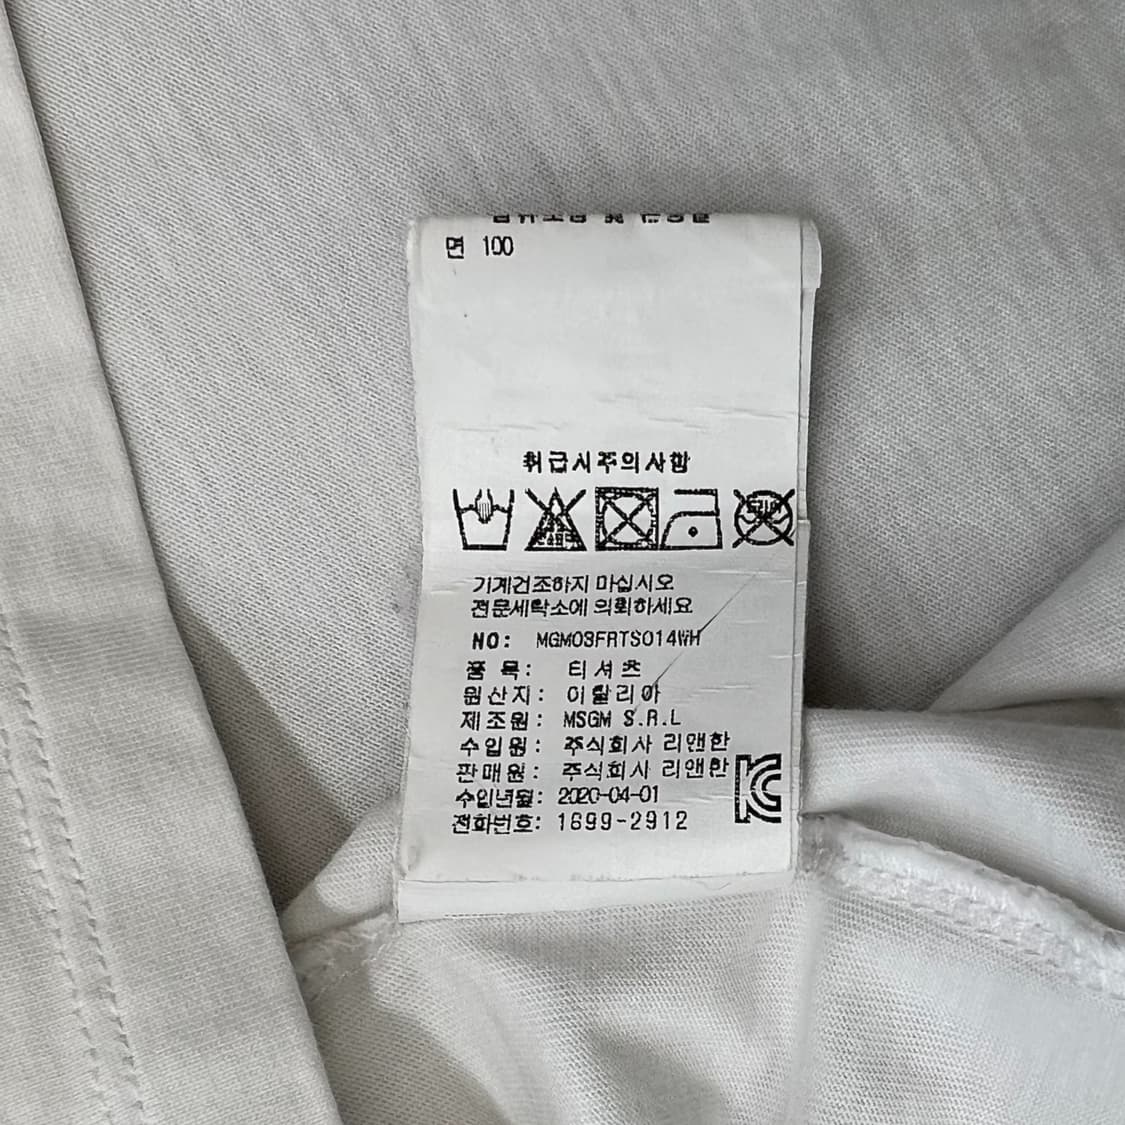 면 100
취급시주의사항
기계건조하지 마십시오
전문세탁소에 의뢰하세요
NO: MGM03FRTS014WH
품 목: 티셔츠
원산지: 이탈리아
제조원: MSGM S.R.L
수입원: 주식회사 리앤한
판매원: 주식회사 리앤한
수입년월: 2020-04-01
전화번호: 1699-2912